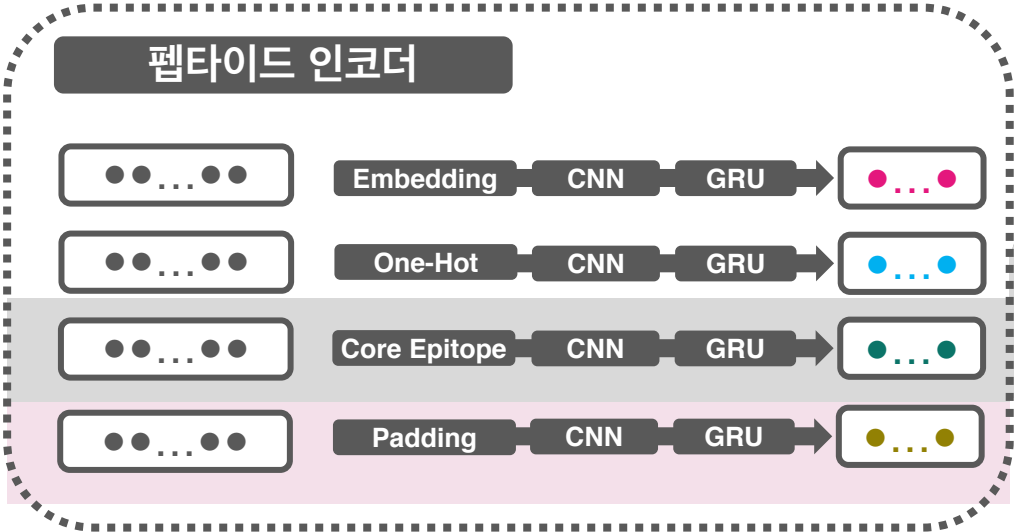 펩타이드 인코더
Embedding CNN GRU
One-Hot CNN GRU
Core Epitope CNN GRU
Padding CNN GRU